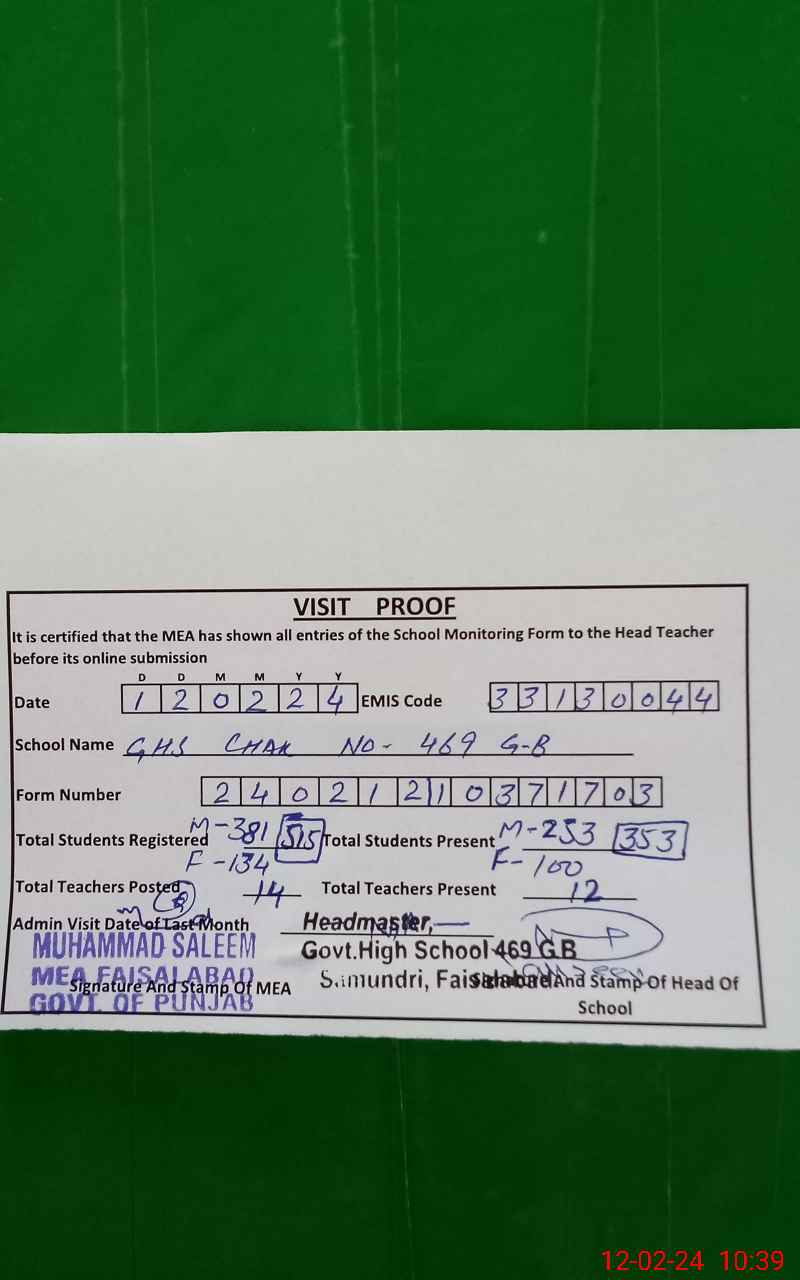 VISIT PROOF
It is certified that the MEA has shown all entries of the School Monitoring Form to the Head Teacher
before its online submission
D D M M Y Y
Date 1 2 0 2 2 4 EMIS Code 3 3 1 3 0 0 4 4
School Name GHS CHAK NO- 469 G-B
Form Number 2 4 0 2 1 2 1 0 3 7 1 7 0 3
Total Students Registered M-381 515 Total Students Present M-253 353
F-134 F-100
Total Teachers Posted 14 Total Teachers Present 12
Admin Visit Date of Last Month Headmaster,
MUHAMMAD SALEEM Govt.High School 469 GB
MEA FAISALABAD Samundri, Faisalabad
Signature And Stamp Of MEA And Stamp Of Head Of
GOVT. OF PUNJAB School
12-02-24 10:39